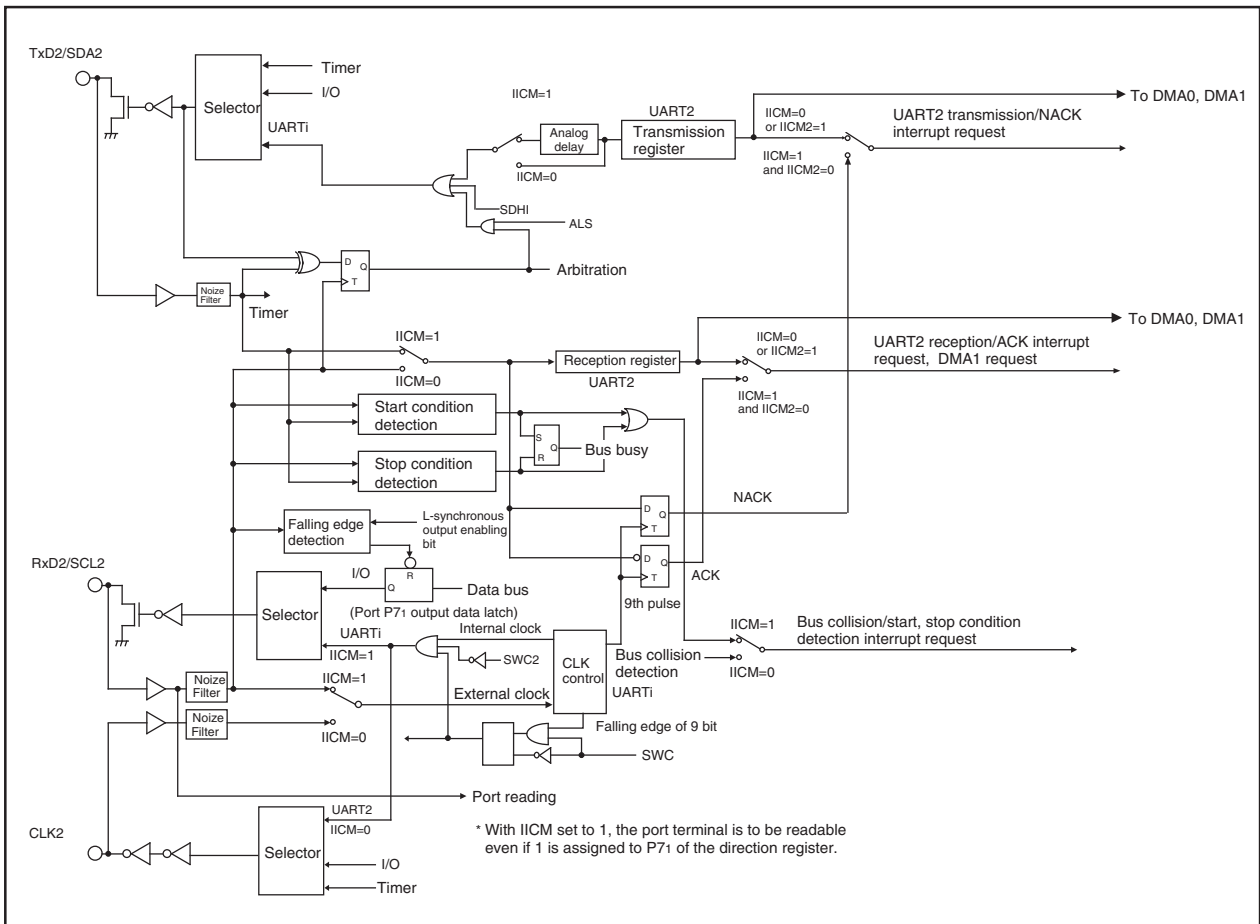 TxD2/SDA2
Timer
I/O
Selector
UARTi
IICM=1
Analog
delay
IICM=0
UART2
Transmission
register
To DMA0, DMA1
IICM=0
or IICM2=1
UART2 transmission/NACK
interrupt request
IICM=1
and IICM2=0
SDHI
ALS
D
Q
T
Arbitration
Noize
Filter
Timer
To DMA0, DMA1
IICM=1
IICM=0
Reception register
UART2
IICM=0
or IICM2=1
UART2 reception/ACK interrupt
request, DMA1 request
IICM=1
and IICM2=0
Start condition
detection
S
R
Q
Bus busy
Stop condition
detection
NACK
D
Q
T
Falling edge
detection
L-synchronous
output enabling
bit
D
Q
T
ACK
9th pulse
RxD2/SCL2
I/O
R
Q
Data bus
(Port P71 output data latch)
Selector
UARTi
IICM=1
Internal clock
SWC2
CLK
control
UARTi
Bus collision
detection
IICM=1
IICM=0
Bus collision/start, stop condition
detection interrupt request
Noize
Filter
IICM=1
External clock
Noize
Filter
IICM=0
Falling edge of 9 bit
SWC
Port reading
CLK2
UART2
IICM=0
Selector
I/O
Timer
* With IICM set to 1, the port terminal is to be readable
even if 1 is assigned to P71 of the direction register.